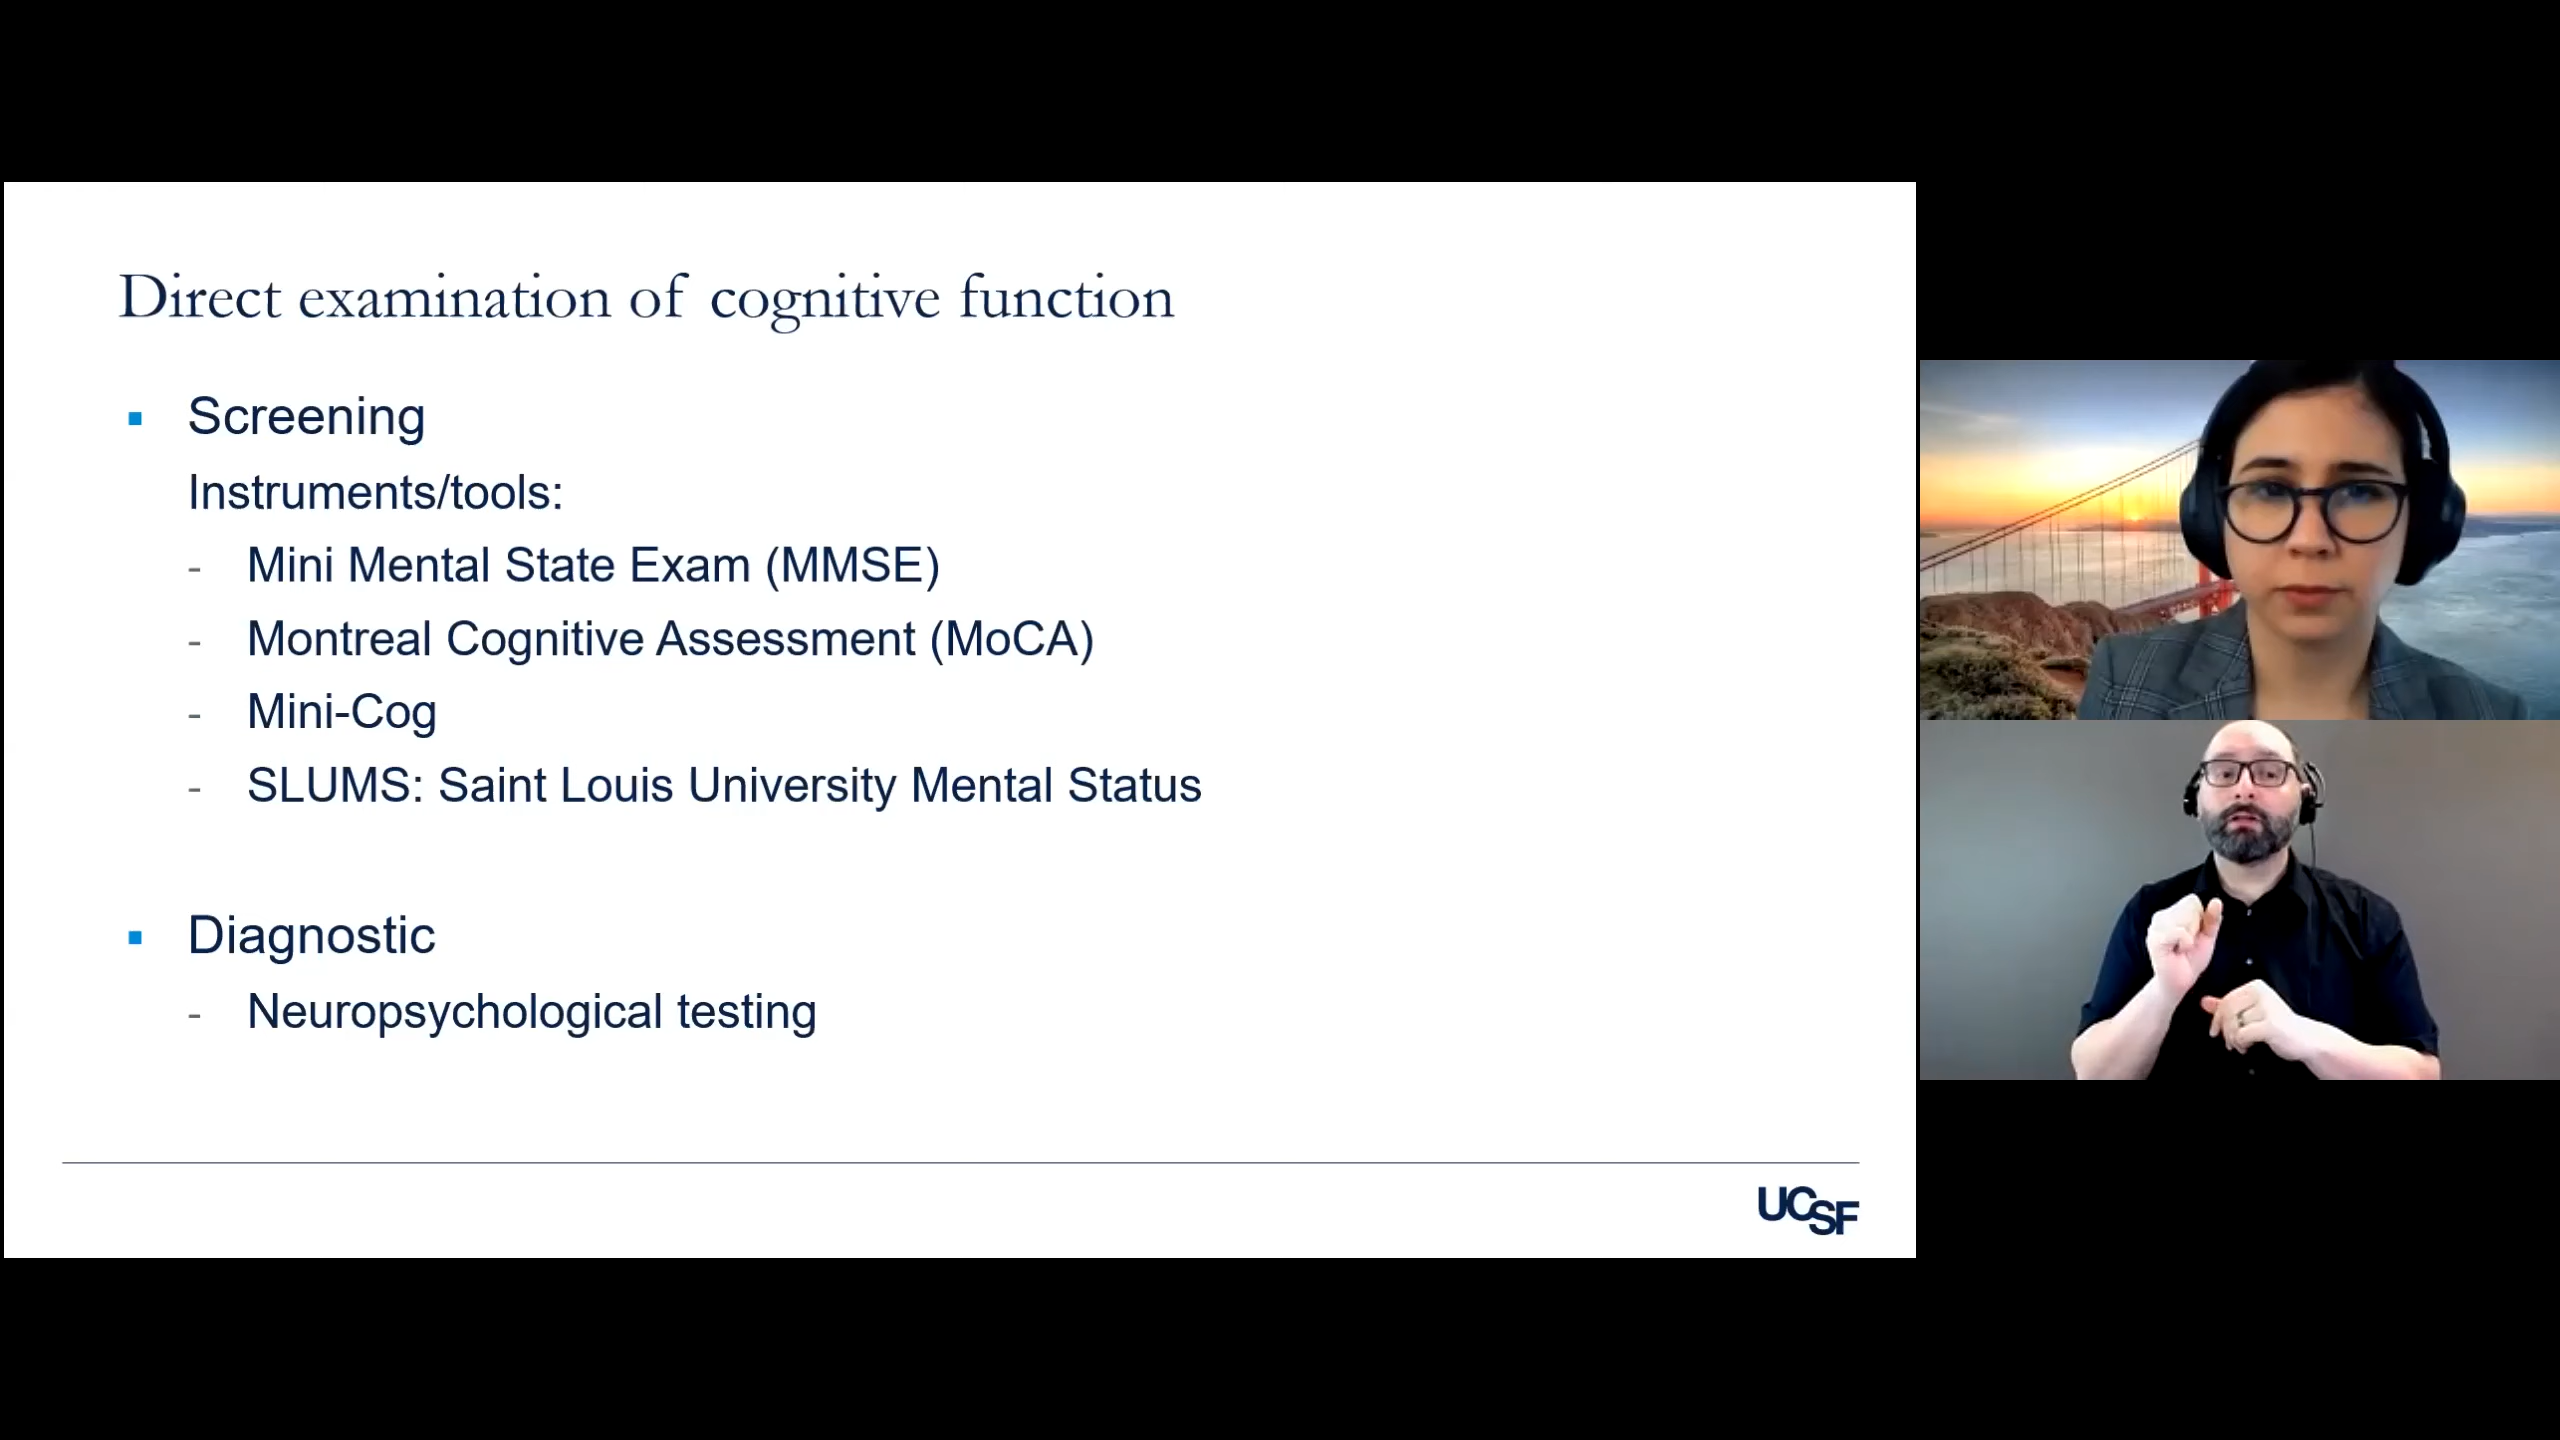 Direct examination of cognitive function
Screening
Instruments/tools:
- Mini Mental State Exam (MMSE)
- Montreal Cognitive Assessment (MoCA)
- Mini-Cog
- SLUMS: Saint Louis University Mental Status
Diagnostic
- Neuropsychological testing
UCSF